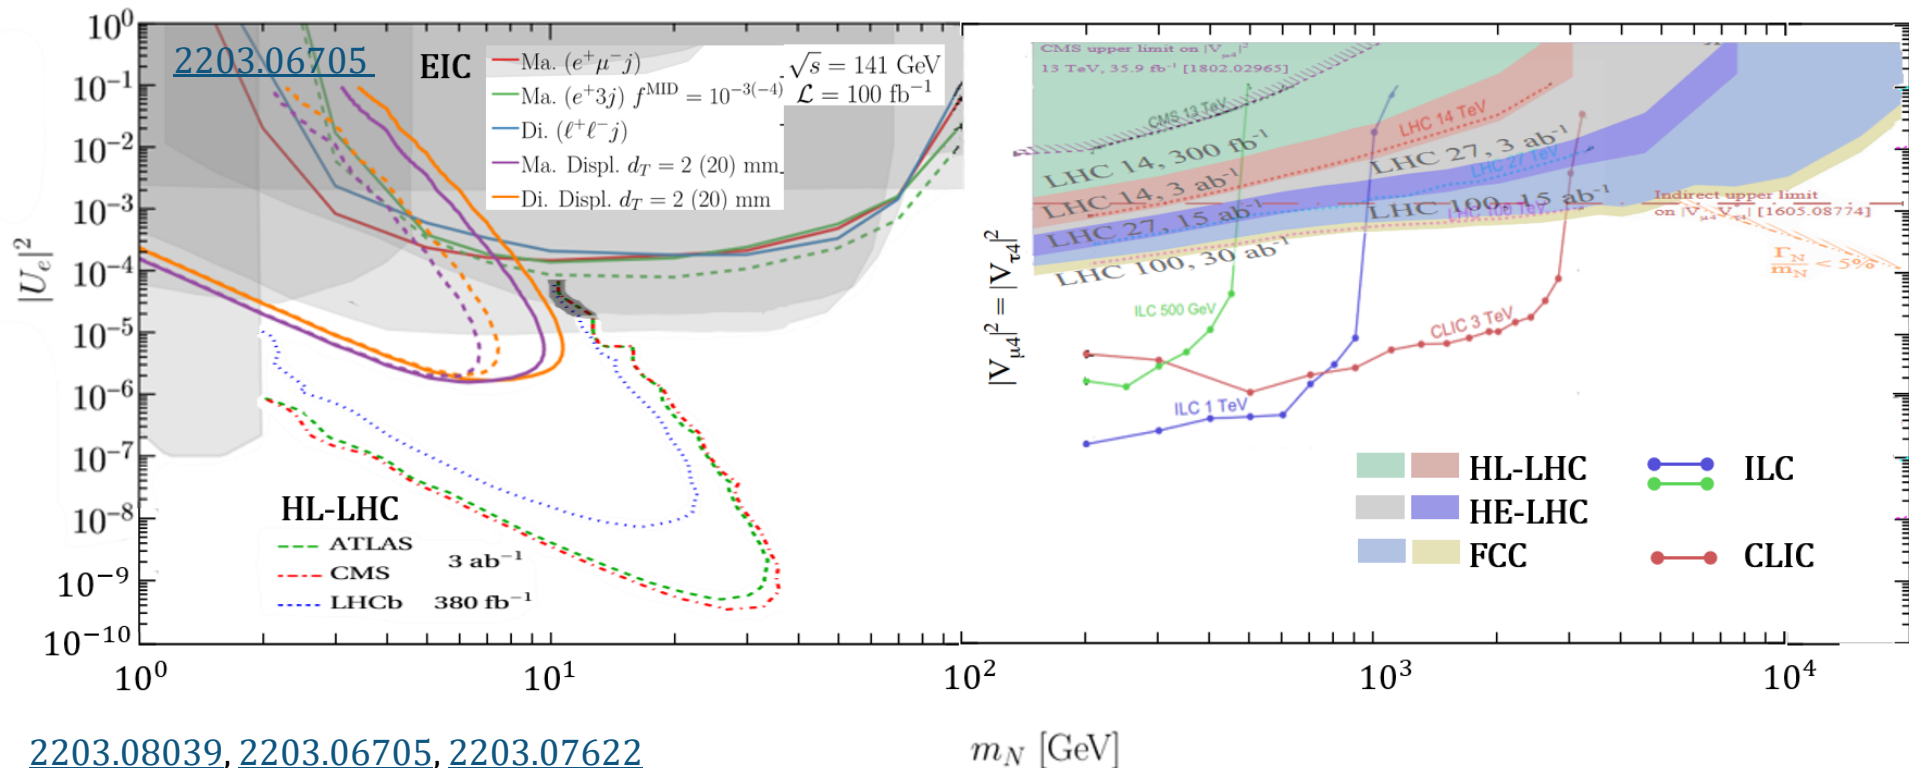 10⁰
10⁻¹
10⁻²
10⁻³
10⁻⁴
10⁻⁵
10⁻⁶
10⁻⁷
10⁻⁸
10⁻⁹
10⁻¹⁰
|Uₑ|²
2203.06705
EIC
Ma. (e⁺μ⁻j)
Ma. (e⁺3j) f^MID = 10⁻³⁽⁻⁴⁾
Di. (ℓ⁺ℓ⁻j)
Ma. Displ. d_T = 2 (20) mm
Di. Displ. d_T = 2 (20) mm
√s = 141 GeV
𝓛 = 100 fb⁻¹
HL-LHC
ATLAS
CMS
3 ab⁻¹
LHCb 380 fb⁻¹
|V_μ4|² = |V_τ4|²
CMS upper limit on |V_μ4|²
13 TeV, 35.9 fb⁻¹ [1802.02965]
CMS 13 TeV
LHC 14 TeV
LHC 14, 300 fb⁻¹
LHC 27, 3 ab⁻¹
LHC 27 TeV
LHC 14, 3 ab⁻¹
LHC 100, 15 ab⁻¹
LHC 100 TeV
LHC 27, 15 ab⁻¹
LHC 100, 30 ab⁻¹
Indirect upper limit
[1605.08774]
Γ_N
m_N < 5%
ILC 500 GeV
CLIC 3 TeV
ILC 1 TeV
HL-LHC
HE-LHC
FCC
ILC
CLIC
10⁰
10¹
10²
10³
10⁴
m_N [GeV]
2203.08039, 2203.06705, 2203.07622